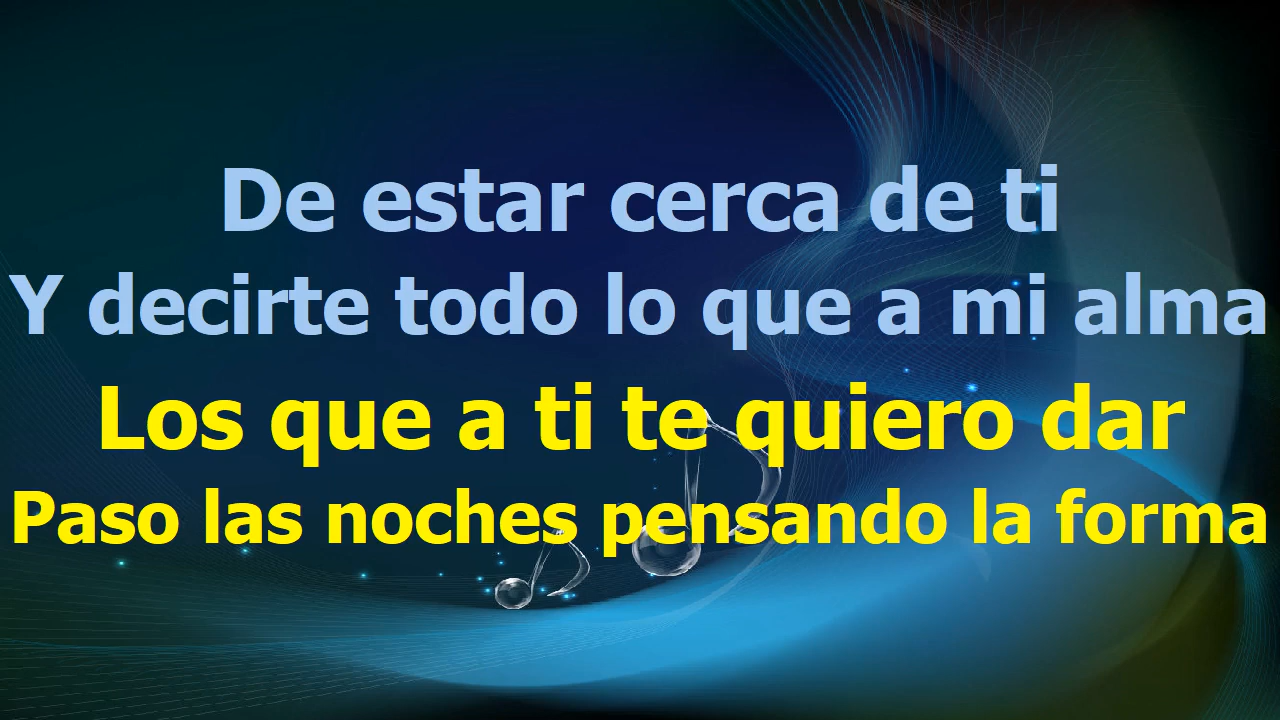 De estar cerca de ti
Y decirte todo lo que a mi alma
Los que a ti te quiero dar
Paso las noches pensando la forma